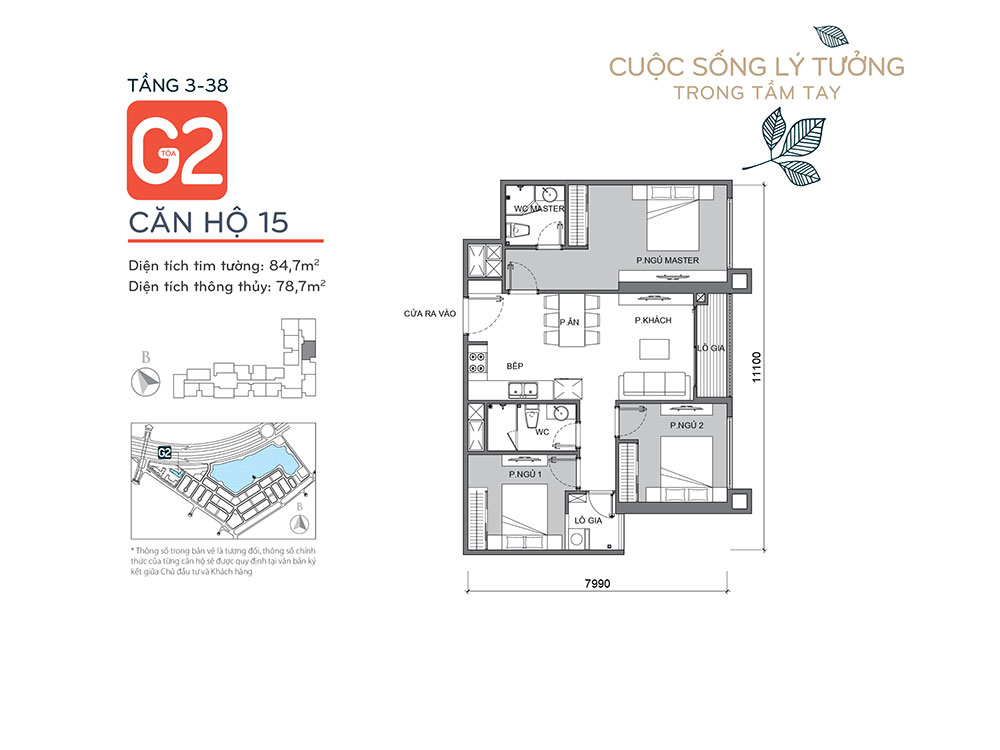 TẦNG 3-38
G2
TÒA
CĂN HỘ 15
Diện tích tim tường: 84,7m²
Diện tích thông thủy: 78,7m²
B
G2
B
* Thông số trong bản vẽ là tương đối, thông số chính
thức của từng căn hộ sẽ được quy định tại văn bản ký
kết giữa Chủ đầu tư và Khách hàng
CUỘC SỐNG LÝ TƯỞNG
TRONG TẦM TAY
WC MASTER
P.NGỦ MASTER
CỬA RA VÀO
P.ĂN
P.KHÁCH
LÔ GIA
BẾP
WC
P.NGỦ 2
P.NGỦ 1
LÔ GIA
11100
7990